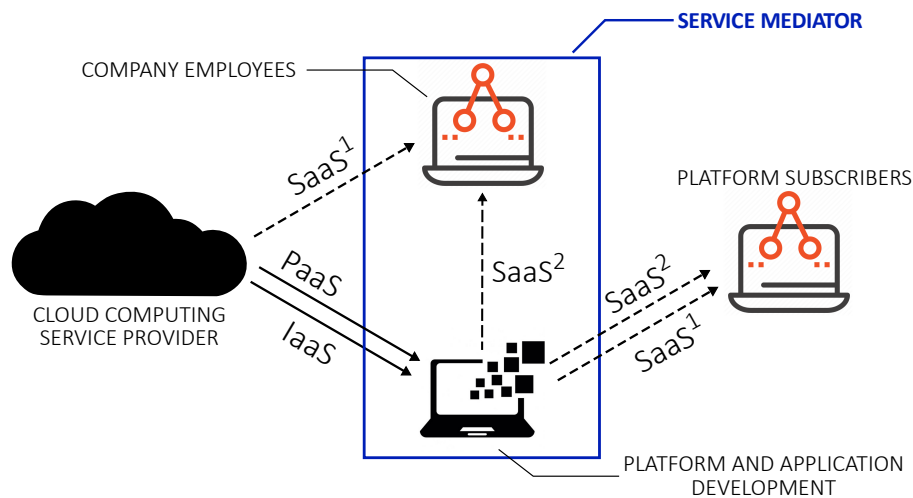 SERVICE MEDIATOR
COMPANY EMPLOYEES
SaaS¹
PLATFORM SUBSCRIBERS
SaaS²
PaaS
SaaS²
CLOUD COMPUTING
SERVICE PROVIDER
IaaS
SaaS¹
PLATFORM AND APPLICATION
DEVELOPMENT